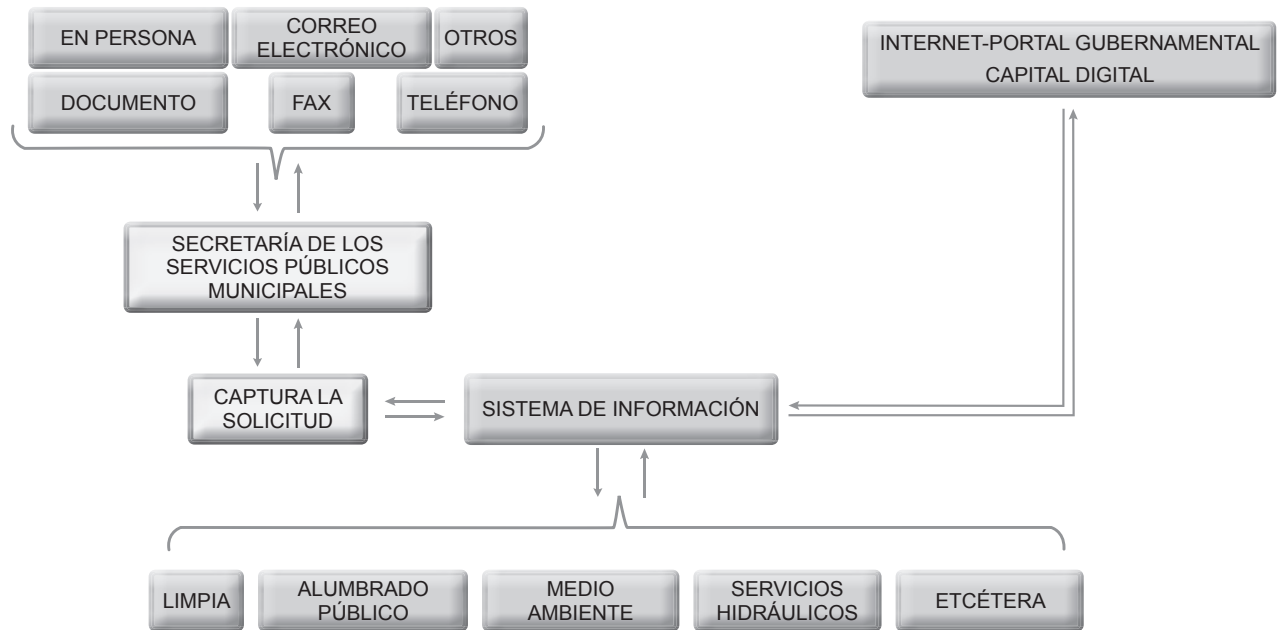 EN PERSONA
CORREO
ELECTRÓNICO
OTROS
DOCUMENTO
FAX
TELÉFONO
INTERNET-PORTAL GUBERNAMENTAL
CAPITAL DIGITAL
SECRETARÍA DE LOS
SERVICIOS PÚBLICOS
MUNICIPALES
CAPTURA LA
SOLICITUD
SISTEMA DE INFORMACIÓN
LIMPIA
ALUMBRADO
PÚBLICO
MEDIO
AMBIENTE
SERVICIOS
HIDRÁULICOS
ETCÉTERA